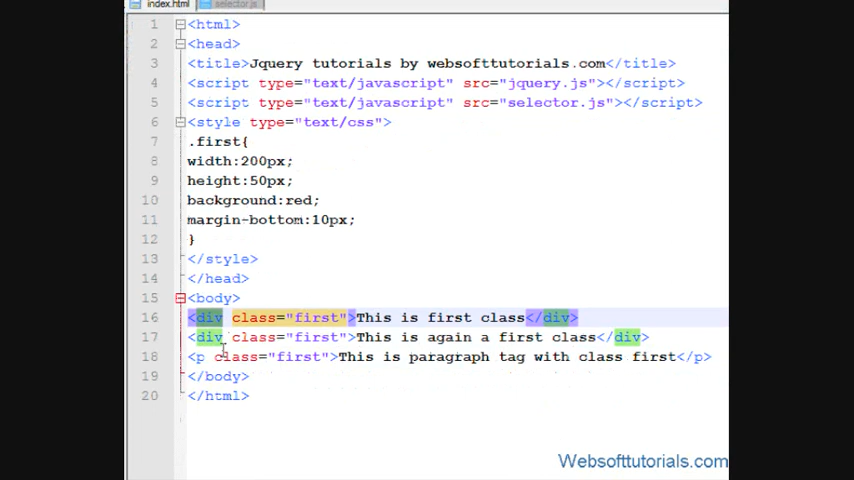 index.html selector.js
1 <html>
2 <head>
3 <title>Jquery tutorials by websofttutorials.com</title>
4 <script type="text/javascript" src="jquery.js"></script>
5 <script type="text/javascript" src="selector.js"></script>
6 <style type="text/css">
7 .first{
8 width:200px;
9 height:50px;
10 background:red;
11 margin-bottom:10px;
12 }
13 </style>
14 </head>
15 <body>
16 <div class="first">This is first class</div>
17 <div class="first">This is again a first class</div>
18 <p class="first">This is paragraph tag with class first</p>
19 </body>
20 </html>
Websofttutorials.com